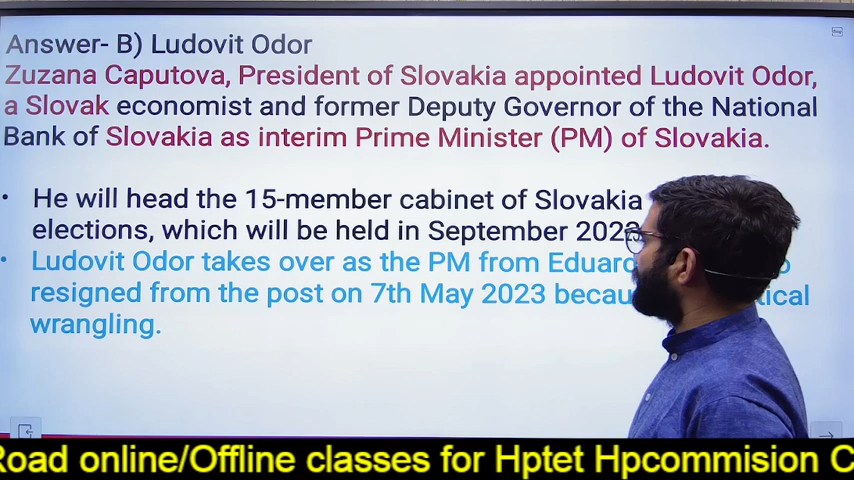 Answer- B) Ludovit Odor
Zuzana Caputova, President of Slovakia appointed Ludovit Odor,
a Slovak economist and former Deputy Governor of the National
Bank of Slovakia as interim Prime Minister (PM) of Slovakia.
• He will head the 15-member cabinet of Slovakia
elections, which will be held in September 2023
• Ludovit Odor takes over as the PM from
resigned from the post on 7th May 2023
wrangling.
Road online/Offline classes for Hptet Hpcommision C